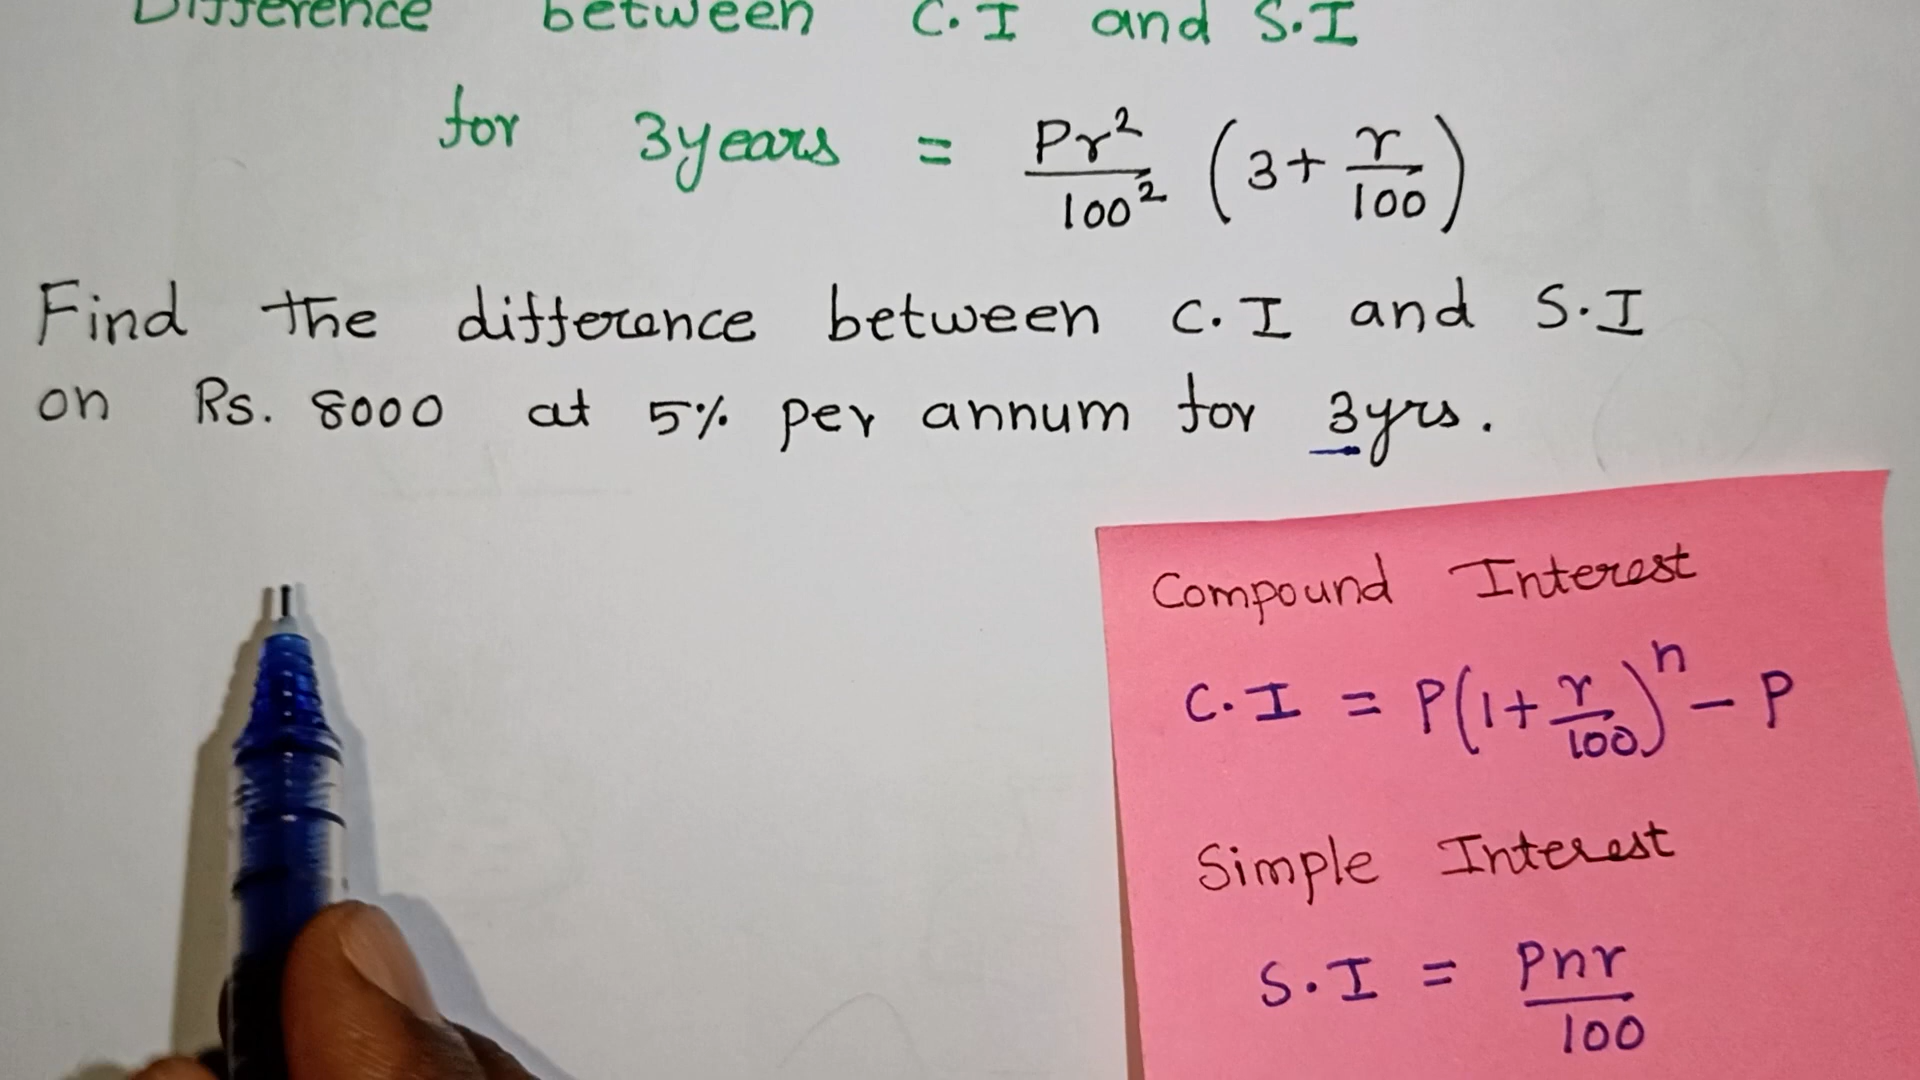 Difference between C.I and S.I
for 3years = Pr²/100² (3 + r/100)
Find the difference between C.I and S.I
on Rs. 8000 at 5% per annum for 3yrs.
Compound Interest
C.I = P(1 + r/100)ⁿ - P
Simple Interest
S.I = Pnr/100